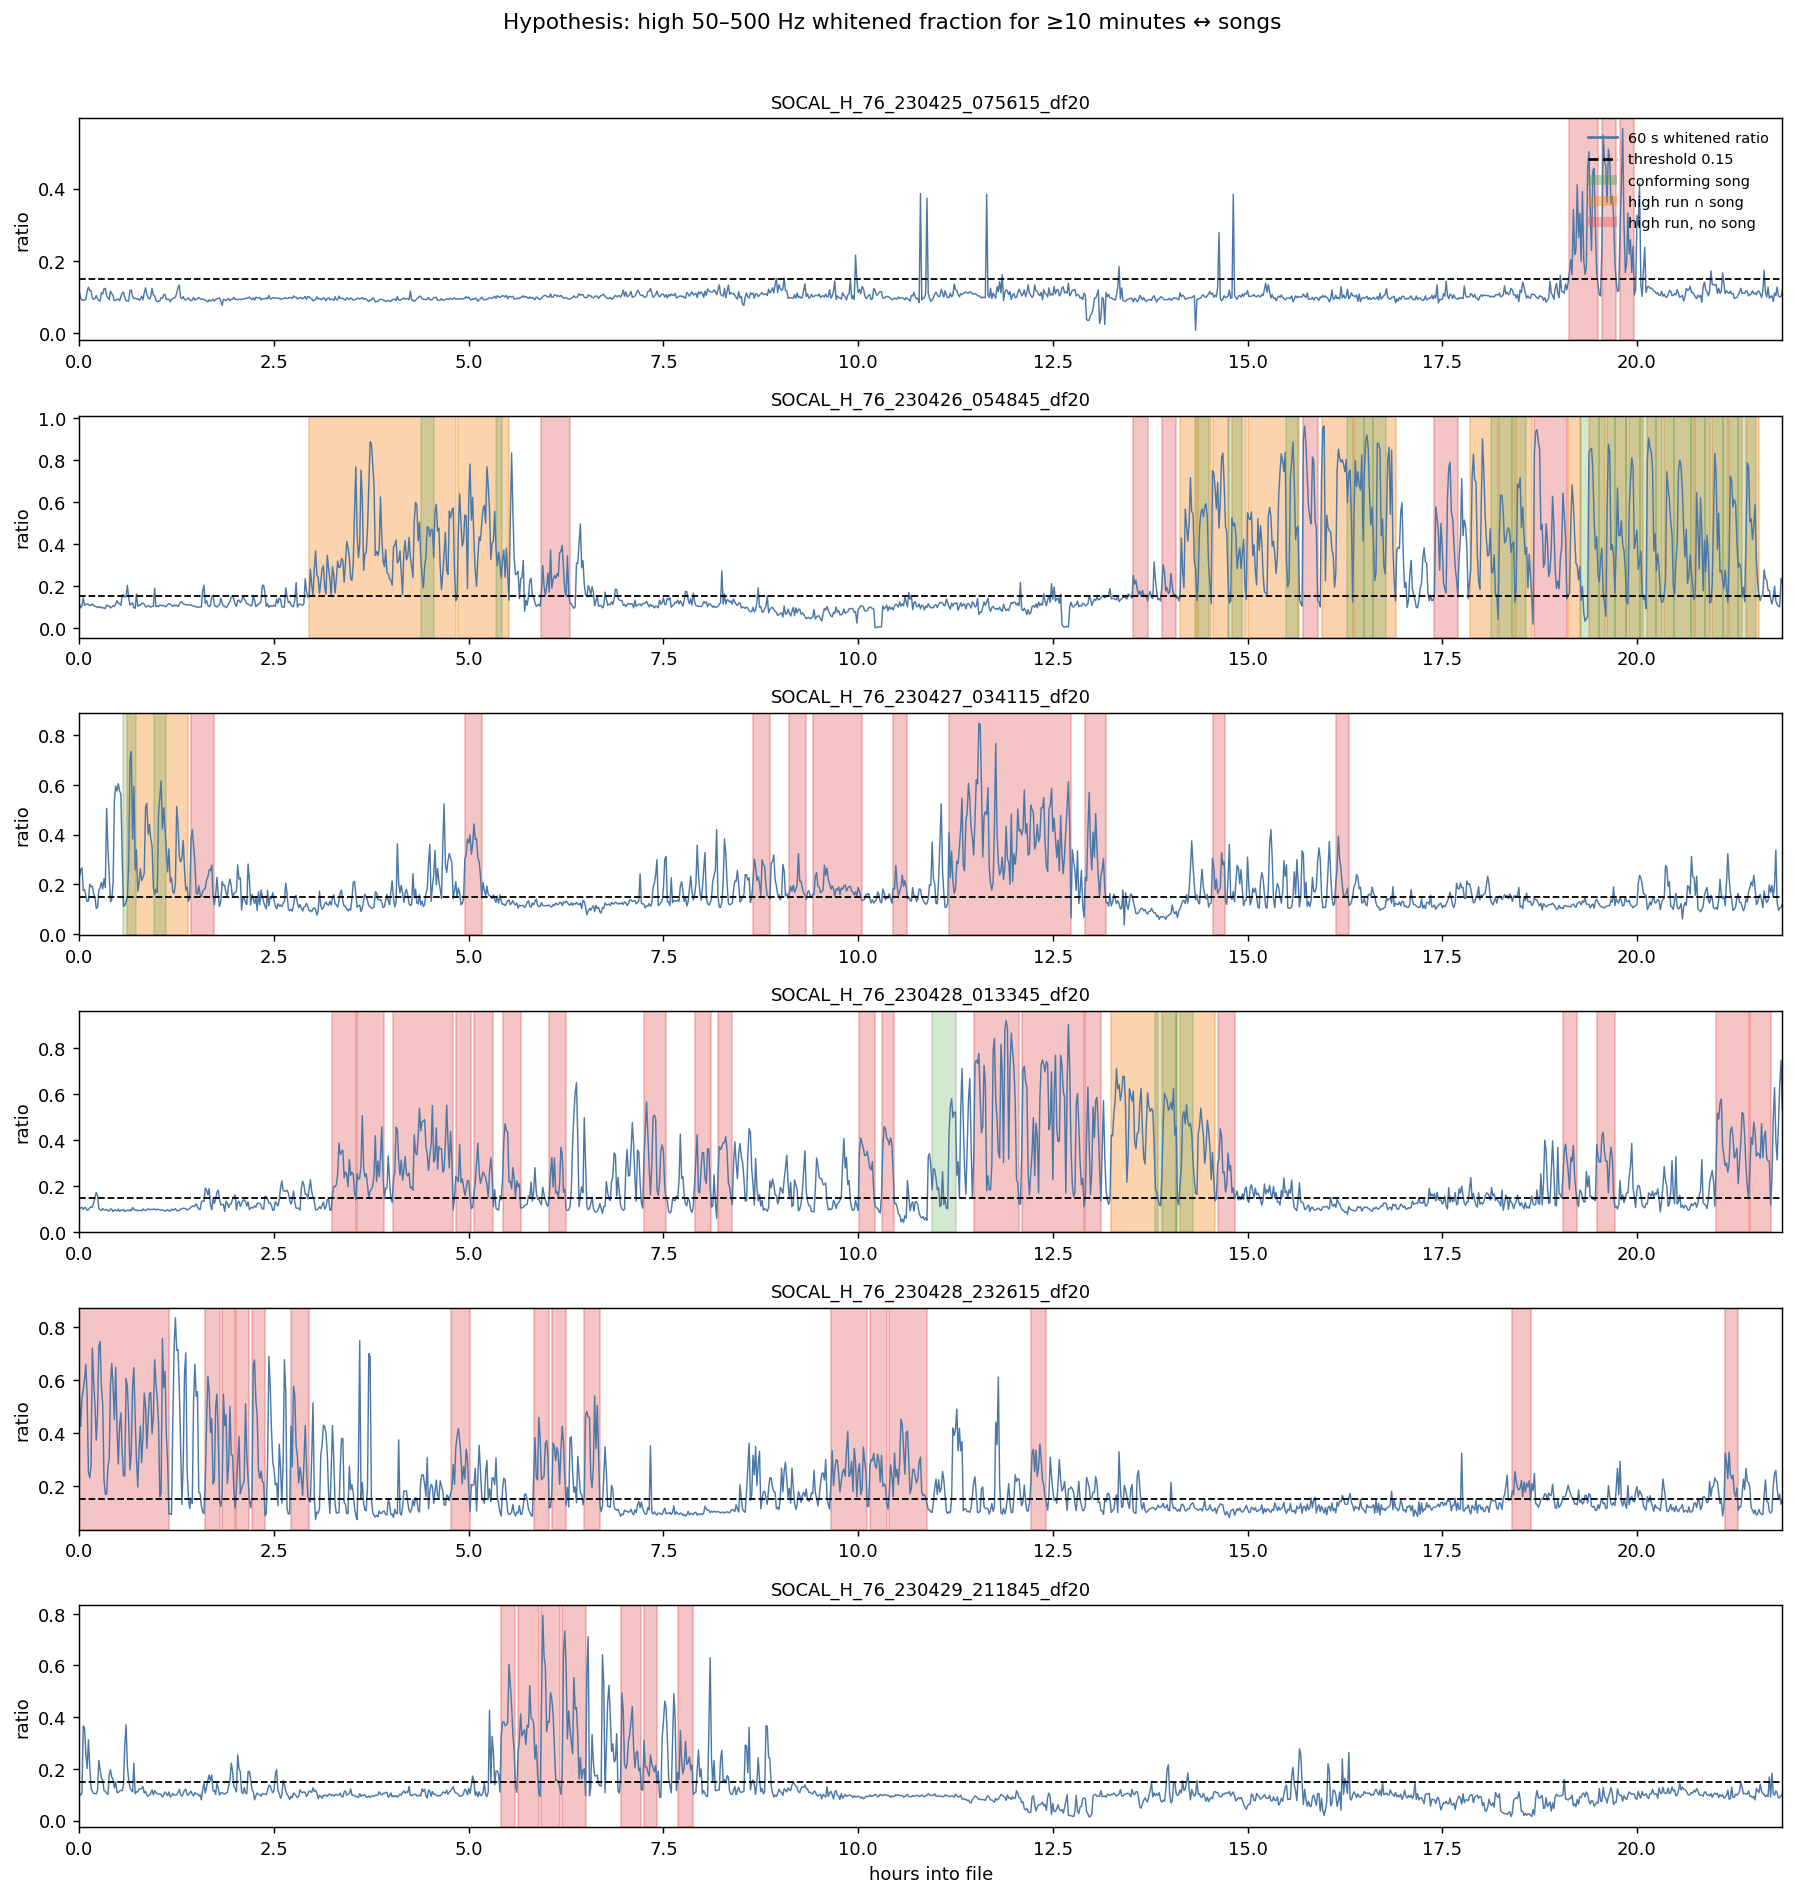 Hypothesis: high 50–500 Hz whitened fraction for ≥10 minutes ↔ songs
SOCAL_H_76_230425_075615_df20
ratio
0.4
0.2
0.0
60 s whitened ratio
threshold 0.15
conforming song
high run ∩ song
high run, no song
0.0 2.5 5.0 7.5 10.0 12.5 15.0 17.5 20.0
SOCAL_H_76_230426_054845_df20
ratio
1.0
0.8
0.6
0.4
0.2
0.0
0.0 2.5 5.0 7.5 10.0 12.5 15.0 17.5 20.0
SOCAL_H_76_230427_034115_df20
ratio
0.8
0.6
0.4
0.2
0.0
0.0 2.5 5.0 7.5 10.0 12.5 15.0 17.5 20.0
SOCAL_H_76_230428_013345_df20
ratio
0.8
0.6
0.4
0.2
0.0
0.0 2.5 5.0 7.5 10.0 12.5 15.0 17.5 20.0
SOCAL_H_76_230428_232615_df20
ratio
0.8
0.6
0.4
0.2
0.0 2.5 5.0 7.5 10.0 12.5 15.0 17.5 20.0
SOCAL_H_76_230429_211845_df20
ratio
0.8
0.6
0.4
0.2
0.0
0.0 2.5 5.0 7.5 10.0 12.5 15.0 17.5 20.0
hours into file